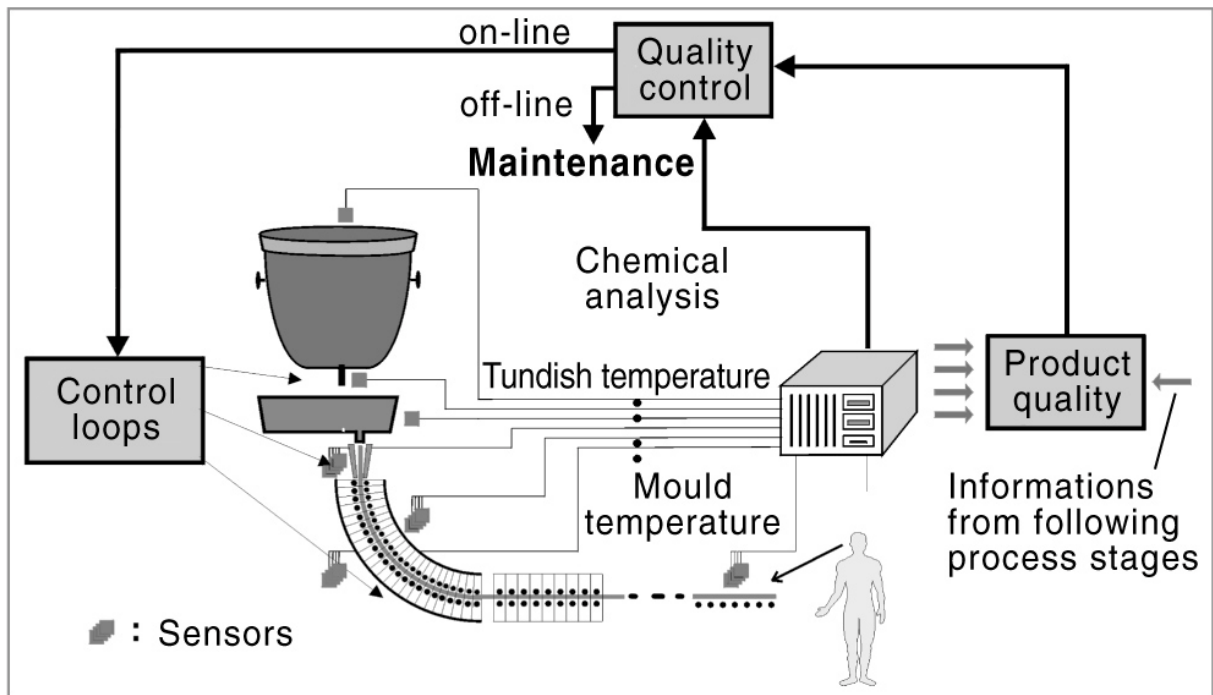 on-line
Quality
control
off-line
Maintenance
Chemical
analysis
Tundish temperature
Control
loops
Product
quality
Mould
temperature
Informations
from following
process stages
: Sensors